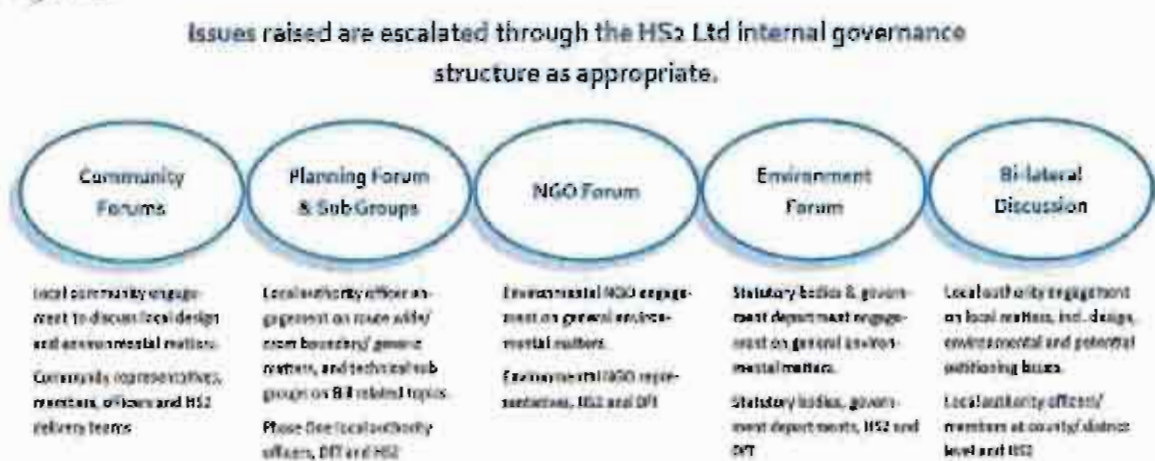 Issues raised are escalated through the HS2 Ltd internal governance
structure as appropriate.
Community
Forums
Planning Forum
& Sub Groups
NGO Forum
Environment
Forum
Bi-lateral
Discussion
Local community engage-
ment to discuss local design
and environmental matters.
Community representatives,
members, officers and HS2
delivery teams
Local authority officer en-
gagement on route wide/
cross boundary/ generic
matters, and technical sub
groups on Bill related topics.
Phase One local authority
officers, DfT and HS2
Environmental NGO engage-
ment on general environ-
mental matters.
Environmental NGO repre-
sentatives, HS2 and DfT
Statutory bodies & govern-
ment department engage-
ment on general environ-
mental matters.
Statutory bodies, govern-
ment departments, HS2 and
DfT
Local authority engagement
on local matters, incl. design,
environmental and potential
petitioning issues.
Local authority officers/
members at county/ district
level and HS2